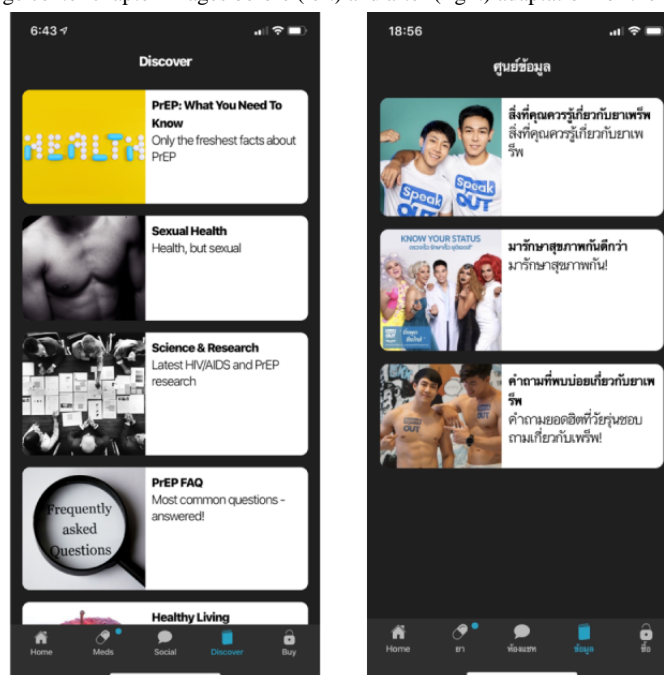 6:43
Discover
HEALTH
PrEP: What You Need To
Know
Only the freshest facts about
PrEP
Sexual Health
Health, but sexual
Science & Research
Latest HIV/AIDS and PrEP
research
Frequently
asked
Questions
PrEP FAQ
Most common questions -
answered!
Healthy Living
Home Meds Social Discover Buy
18:56
ศูนย์ข้อมูล
Speak
OUT
Speak
OUT
สิ่งที่คุณควรรู้เกี่ยวกับยาเพร็พ
สิ่งที่คุณควรรู้เกี่ยวกับยาเพ
ร็พ
KNOW YOUR STATUS
มารักษาสุขภาพกันดีกว่า
มารักษาสุขภาพกัน!
OUT
คำถามที่พบบ่อยเกี่ยวกับยาเพ
ร็พ
คำถามยอดฮิตที่วัยรุ่นชอบ
ถามเกี่ยวกับเพร็พ!
Home ยา ห้องแชท ข้อมูล ซื้อ